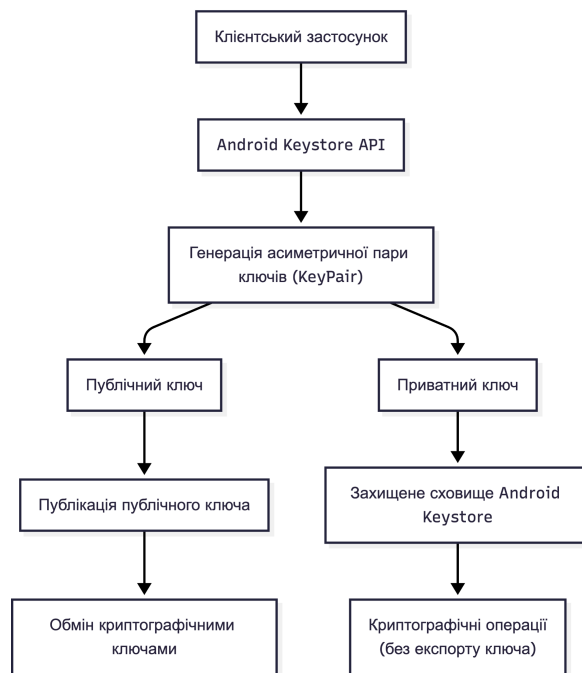 Клієнтський застосунок
Android Keystore API
Генерація асиметричної пари
ключів (KeyPair)
Публічний ключ
Приватний ключ
Публікація публічного ключа
Захищене сховище Android
Keystore
Обмін криптографічними
ключами
Криптографічні операції
(без експорту ключа)